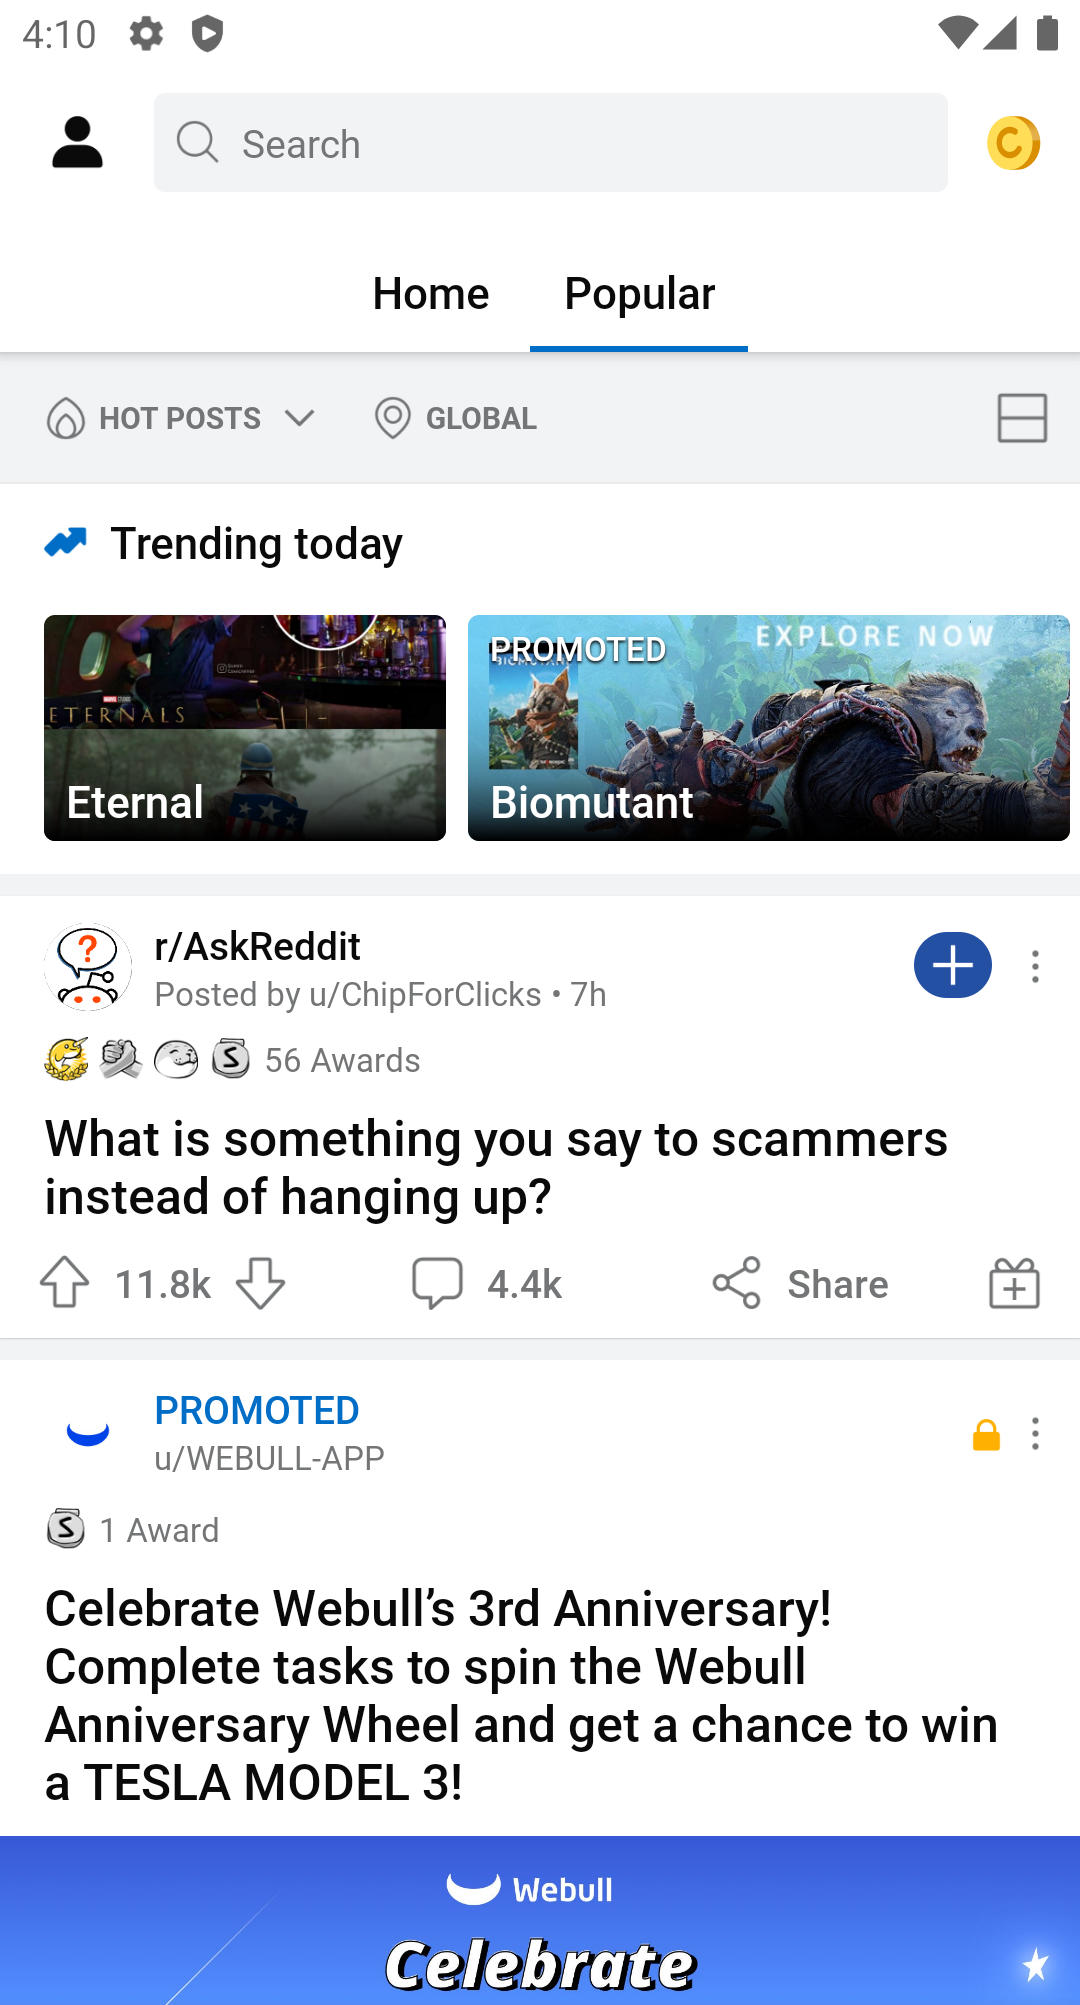 4:10
Search
Home
Popular
HOT POSTS
GLOBAL
Trending today
MARVEL STUDIOS
ETERNALS
Eternal
PROMOTED
BIOMUTANT
EXPLORE NOW
Biomutant
r/AskReddit
Posted by u/ChipForClicks • 7h
56 Awards
What is something you say to scammers
instead of hanging up?
11.8k
4.4k
Share
PROMOTED
u/WEBULL-APP
1 Award
Celebrate Webull’s 3rd Anniversary!
Complete tasks to spin the Webull
Anniversary Wheel and get a chance to win
a TESLA MODEL 3!
Webull
Celebrate